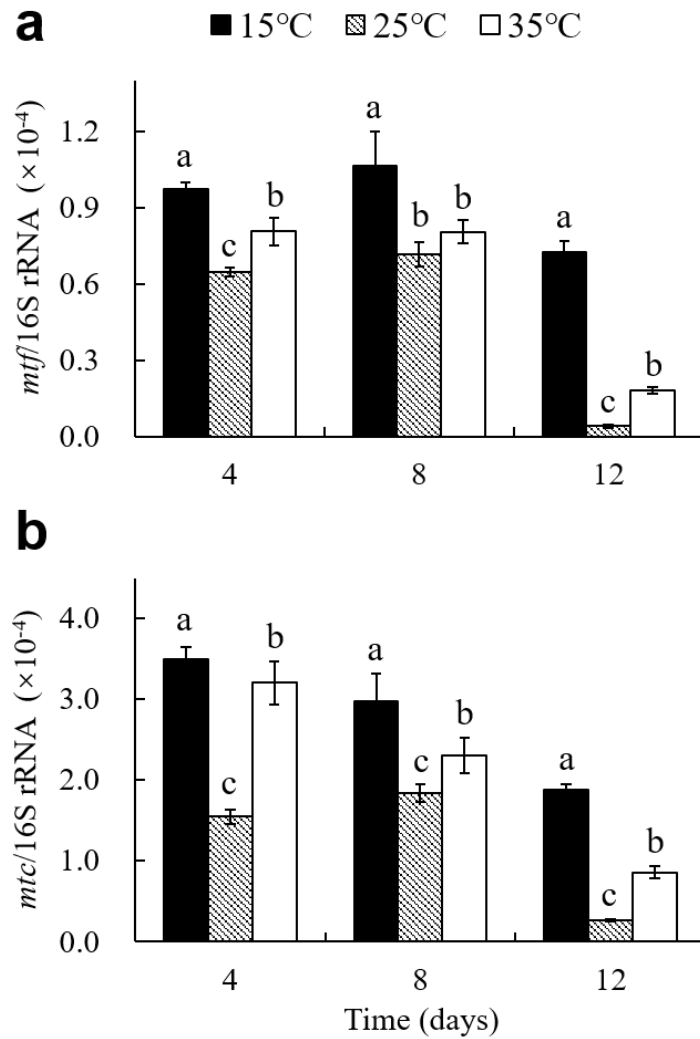 a
■ 15°C ▨ 25°C □ 35°C
mtf/16S rRNA (×10⁻⁴)
1.2
0.9
0.6
0.3
0.0
a c b
a b b
a c b
4 8 12
b
mtc/16S rRNA (×10⁻⁴)
4.0
3.0
2.0
1.0
0.0
a c b
a c b
a c b
4 8 12
Time (days)